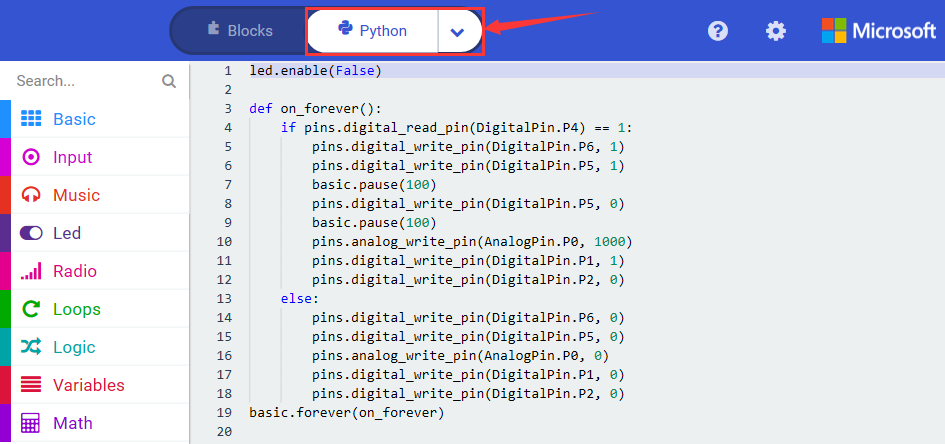 Blocks
Python
Microsoft
Search...
Basic
Input
Music
Led
Radio
Loops
Logic
Variables
Math
1 led.enable(False)
2
3 def on_forever():
4     if pins.digital_read_pin(DigitalPin.P4) == 1:
5         pins.digital_write_pin(DigitalPin.P6, 1)
6         pins.digital_write_pin(DigitalPin.P5, 1)
7         basic.pause(100)
8         pins.digital_write_pin(DigitalPin.P5, 0)
9         basic.pause(100)
10         pins.analog_write_pin(AnalogPin.P0, 1000)
11         pins.digital_write_pin(DigitalPin.P1, 1)
12         pins.digital_write_pin(DigitalPin.P2, 0)
13     else:
14         pins.digital_write_pin(DigitalPin.P6, 0)
15         pins.digital_write_pin(DigitalPin.P5, 0)
16         pins.analog_write_pin(AnalogPin.P0, 0)
17         pins.digital_write_pin(DigitalPin.P1, 0)
18         pins.digital_write_pin(DigitalPin.P2, 0)
19 basic.forever(on_forever)
20